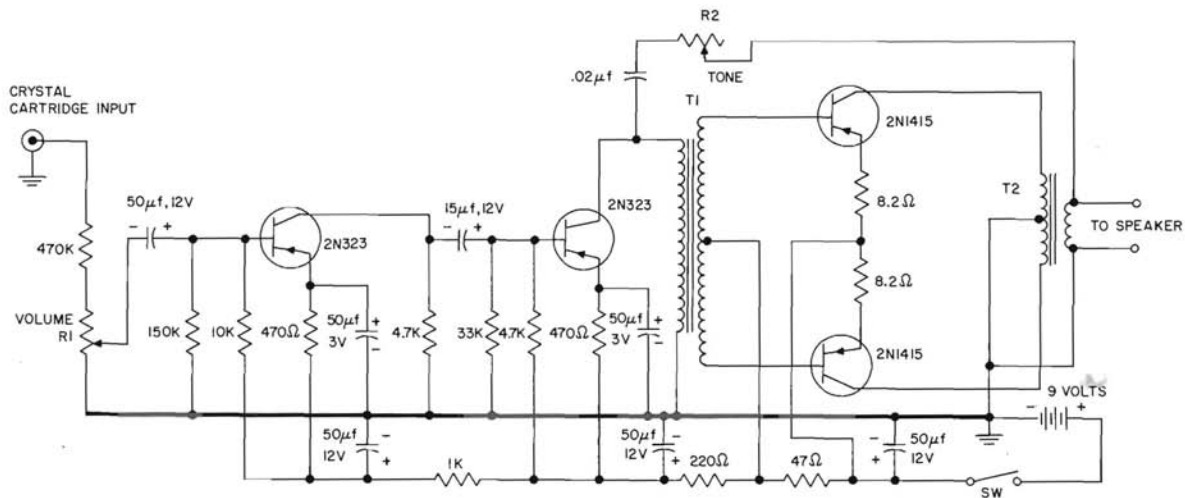 R2
.02µf
TONE
CRYSTAL
CARTRIDGE INPUT
T1
2N1415
50µf, 12V
- +
15µf, 12V
- +
2N323
8.2Ω
T2
470K
2N323
TO SPEAKER
8.2Ω
VOLUME
R1
150K
10K
470Ω
50µf
3V
+
-
4.7K
33K
4.7K
470Ω
50µf
3V
+
-
2N1415
9 VOLTS
- +
50µf
12V
-
+
1K
50µf
12V
-
+
220Ω
47Ω
-
+
50µf
12V
SW